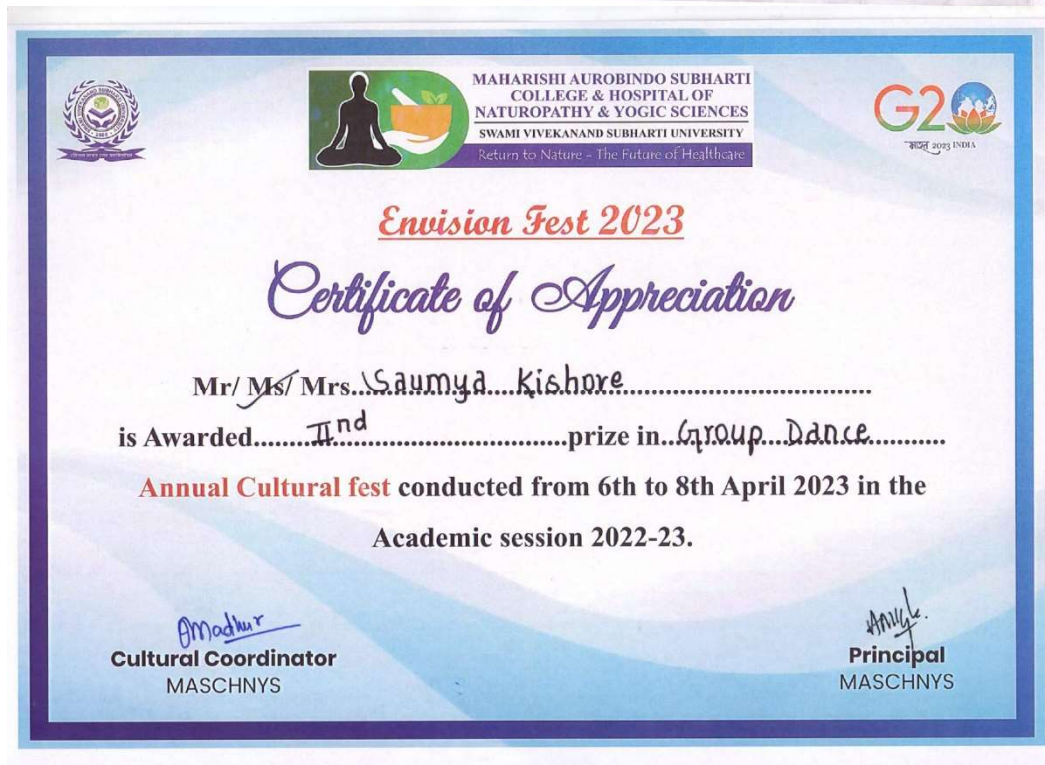 MAHARISHI AUROBINDO SUBHARTI
COLLEGE & HOSPITAL OF
NATUROPATHY & YOGIC SCIENCES
SWAMI VIVEKANAND SUBHARTI UNIVERSITY
Return to Nature - The Future of Healthcare
G20
भारत 2023 INDIA
Envision Fest 2023
Certificate of Appreciation
Mr/ Ms/ Mrs...Saumya Kishore
is Awarded........IInd........prize in..Group Dance
Annual Cultural fest conducted from 6th to 8th April 2023 in the
Academic session 2022-23.
Madhur
Cultural Coordinator
MASCHNYS
Principal
MASCHNYS